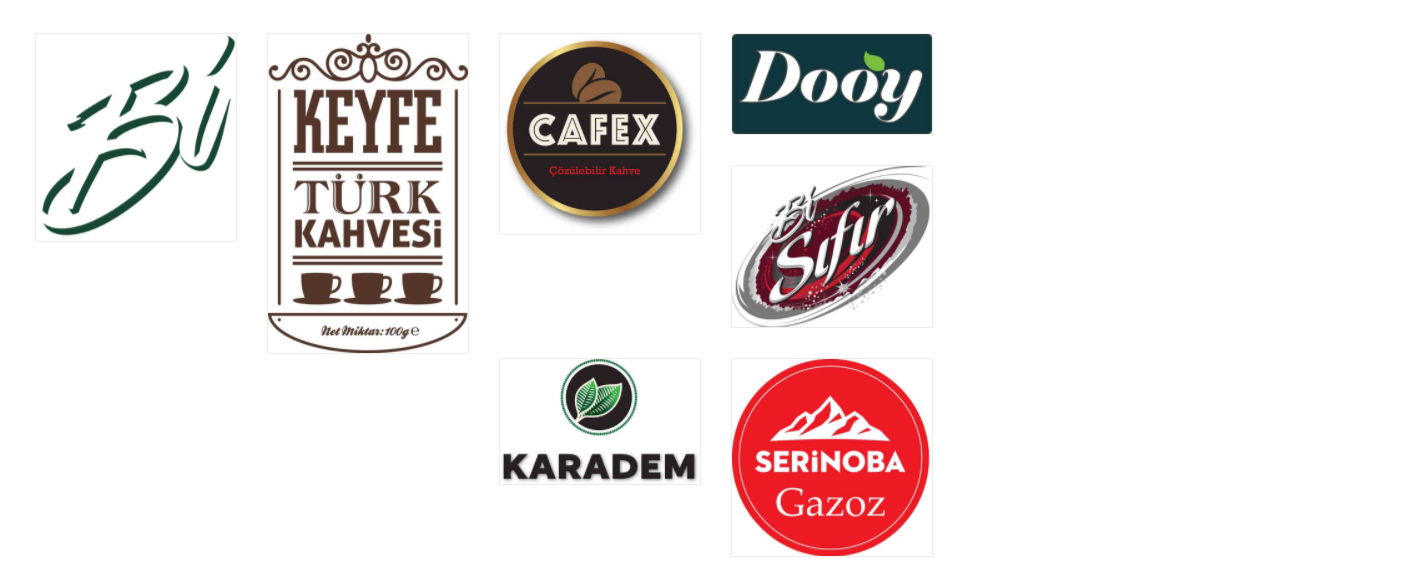 Bi
KEYFE
TÜRK
KAHVESİ
Net Miktar: 100g ℮
CAFEX
Çözülebilir Kahve
Dooy
Bi
Sıfır
KARADEM
SERiNOBA
Gazoz